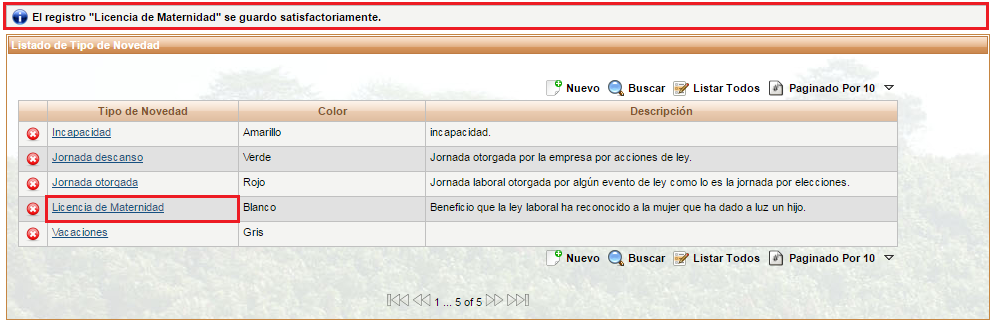 El registro "Licencia de Maternidad" se guardo satisfactoriamente.
Listado de Tipo de Novedad
Nuevo Buscar Listar Todos # Paginado Por 10
Tipo de Novedad Color Descripción
Incapacidad Amarillo incapacidad.
Jornada descanso Verde Jornada otorgada por la empresa por acciones de ley.
Jornada otorgada Rojo Jornada laboral otorgada por algún evento de ley como lo es la jornada por elecciones.
Licencia de Maternidad Blanco Beneficio que la ley laboral ha reconocido a la mujer que ha dado a luz un hijo.
Vacaciones Gris
Nuevo Buscar Listar Todos # Paginado Por 10
1 ... 5 of 5